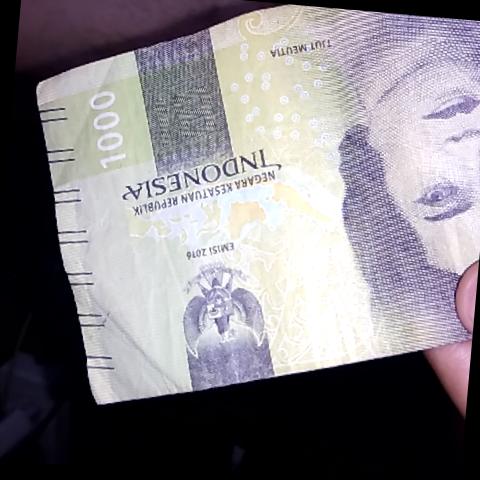 1000
TJUT MEUTIA
NEGARA KESATUAN REPUBLIK
INDONESIA
EMISI 2016